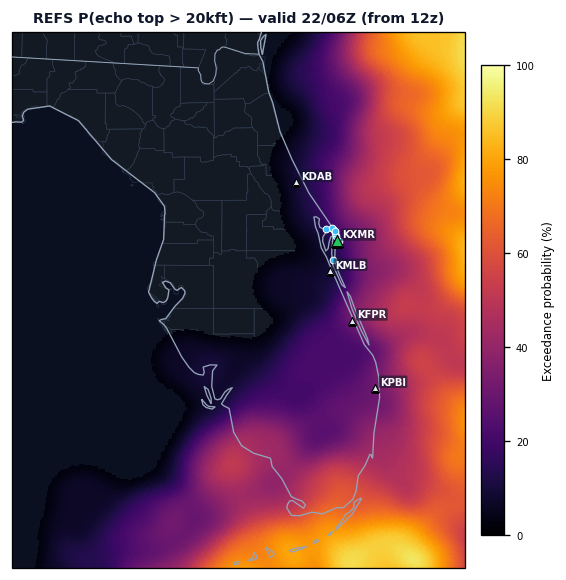 REFS P(echo top > 20kft) — valid 22/06Z (from 12z)
KDAB
KXMR
KMLB
KFPR
KPBI
100
80
60
40
20
0
Exceedance probability (%)